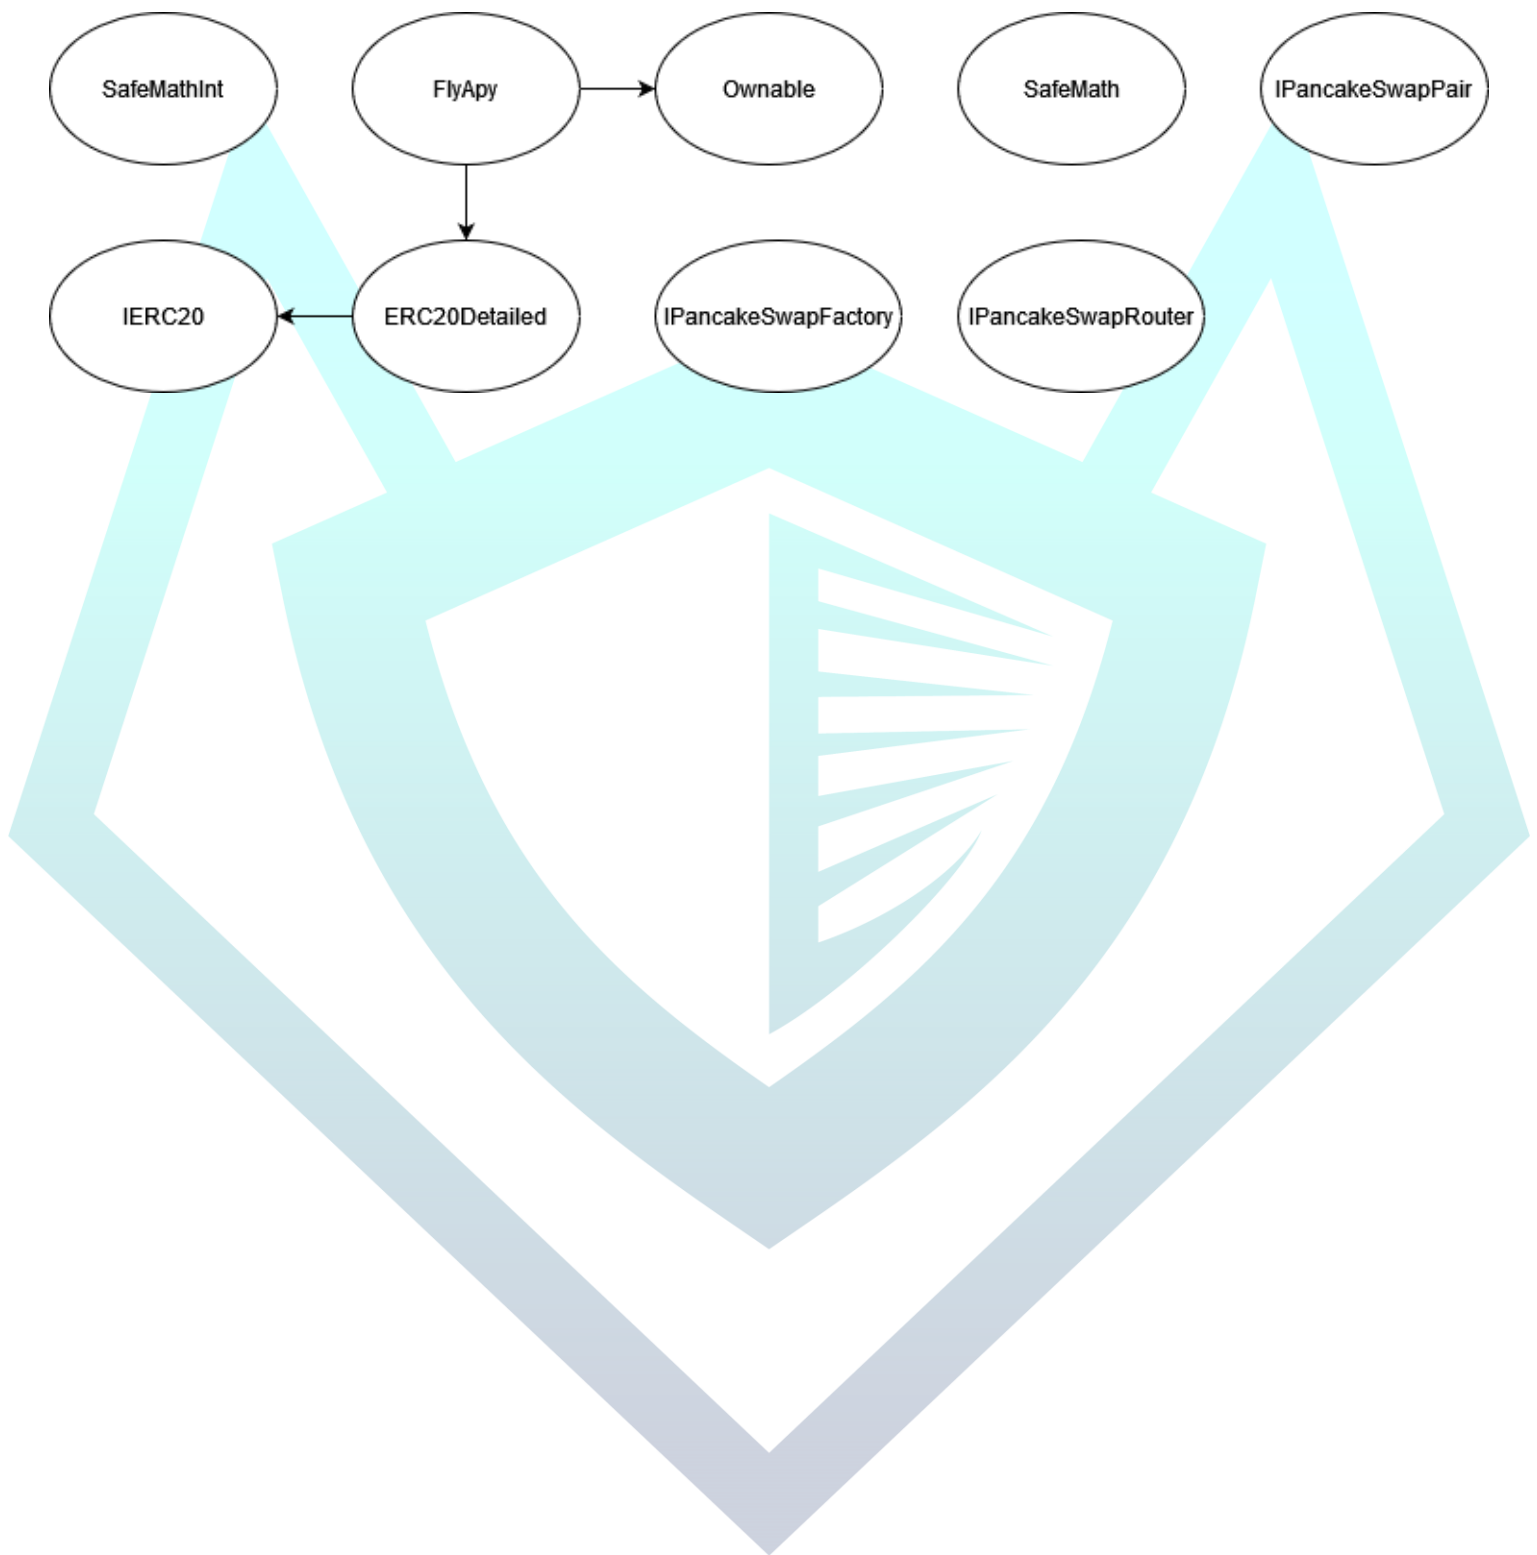 SafeMathInt
FlyApy
Ownable
SafeMath
IPancakeSwapPair
IERC20
ERC20Detailed
IPancakeSwapFactory
IPancakeSwapRouter